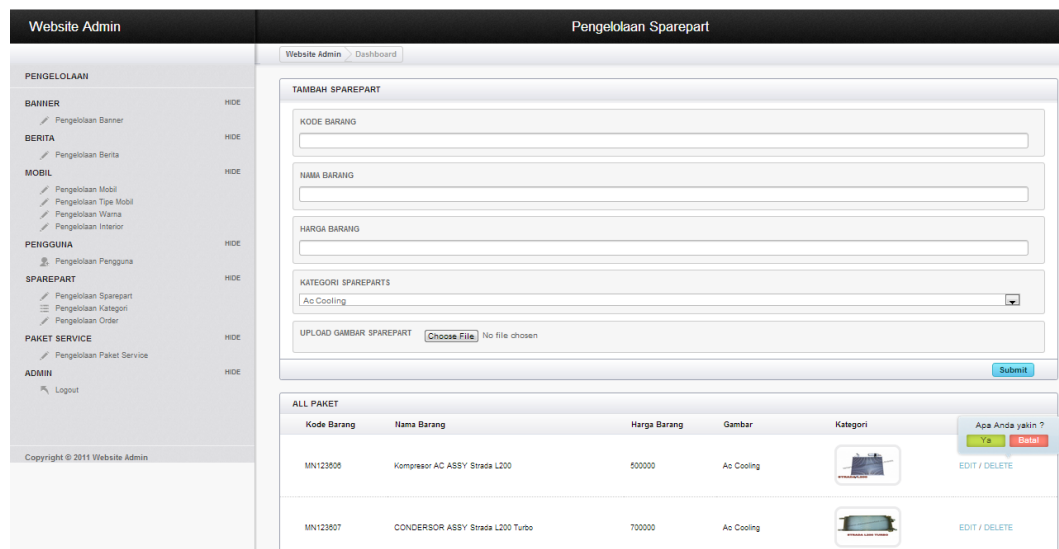 Website Admin
Pengelolaan Sparepart
Website Admin
Dashboard
PENGELOLAAN
BANNER
HIDE
Pengelolaan Banner
BERITA
HIDE
Pengelolaan Berita
MOBIL
HIDE
Pengelolaan Mobil
Pengelolaan Tipe Mobil
Pengelolaan Warna
Pengelolaan Interior
PENGGUNA
HIDE
Pengelolaan Pengguna
SPAREPART
HIDE
Pengelolaan Sparepart
Pengelolaan Kategori
Pengelolaan Order
PAKET SERVICE
HIDE
Pengelolaan Paket Service
ADMIN
HIDE
Logout
Copyright © 2011 Website Admin
TAMBAH SPAREPART
KODE BARANG
NAMA BARANG
HARGA BARANG
KATEGORI SPAREPARTS
Ac Cooling
UPLOAD GAMBAR SPAREPART Choose File No file chosen
Submit
ALL PAKET
Kode Barang Nama Barang Harga Barang Gambar Kategori
Apa Anda yakin ?
Ya Batal
MN123606 Kompresor AC ASSY Strada L200 500000 Ac Cooling EDIT / DELETE
MN123607 CONDERSOR ASSY Strada L200 Turbo 700000 Ac Cooling EDIT / DELETE
STRADA L200 TURBO